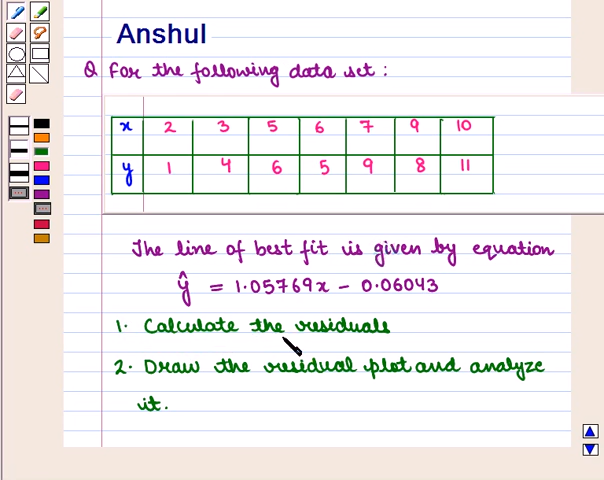 Anshul
Q For the following data set :
x 2 3 5 6 7 9 10
y 1 4 6 5 9 8 11
The line of best fit is given by equation
ŷ = 1.05769x - 0.06043
1. Calculate the residuals
2. Draw the residual plot and analyze
it.